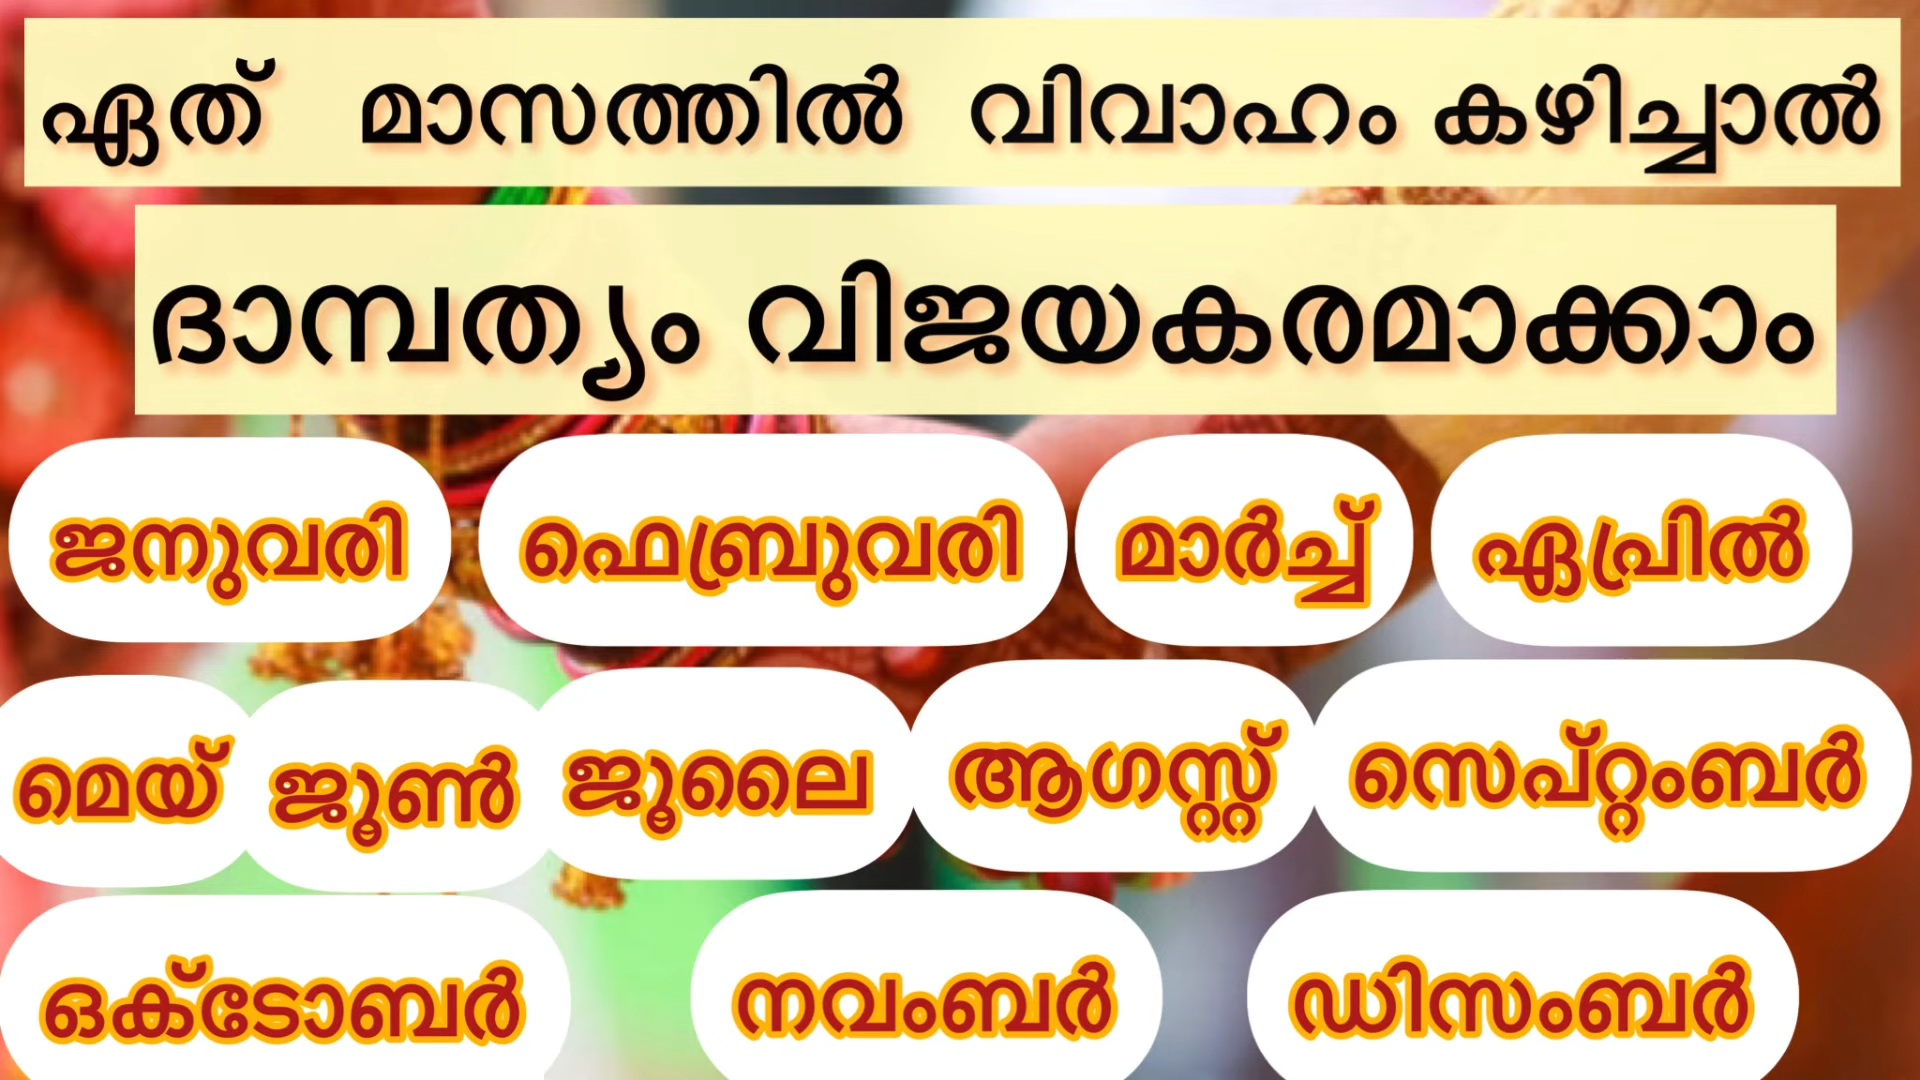 ഏത് മാസത്തിൽ വിവാഹം കഴിച്ചാൽ
ദാമ്പത്യം വിജയകരമാക്കാം
ജനുവരി ഫെബ്രുവരി മാർച്ച് ഏപ്രിൽ
മെയ് ജൂൺ ജൂലൈ ആഗസ്റ്റ് സെപ്റ്റംബർ
ഒക്ടോബർ നവംബർ ഡിസംബർ